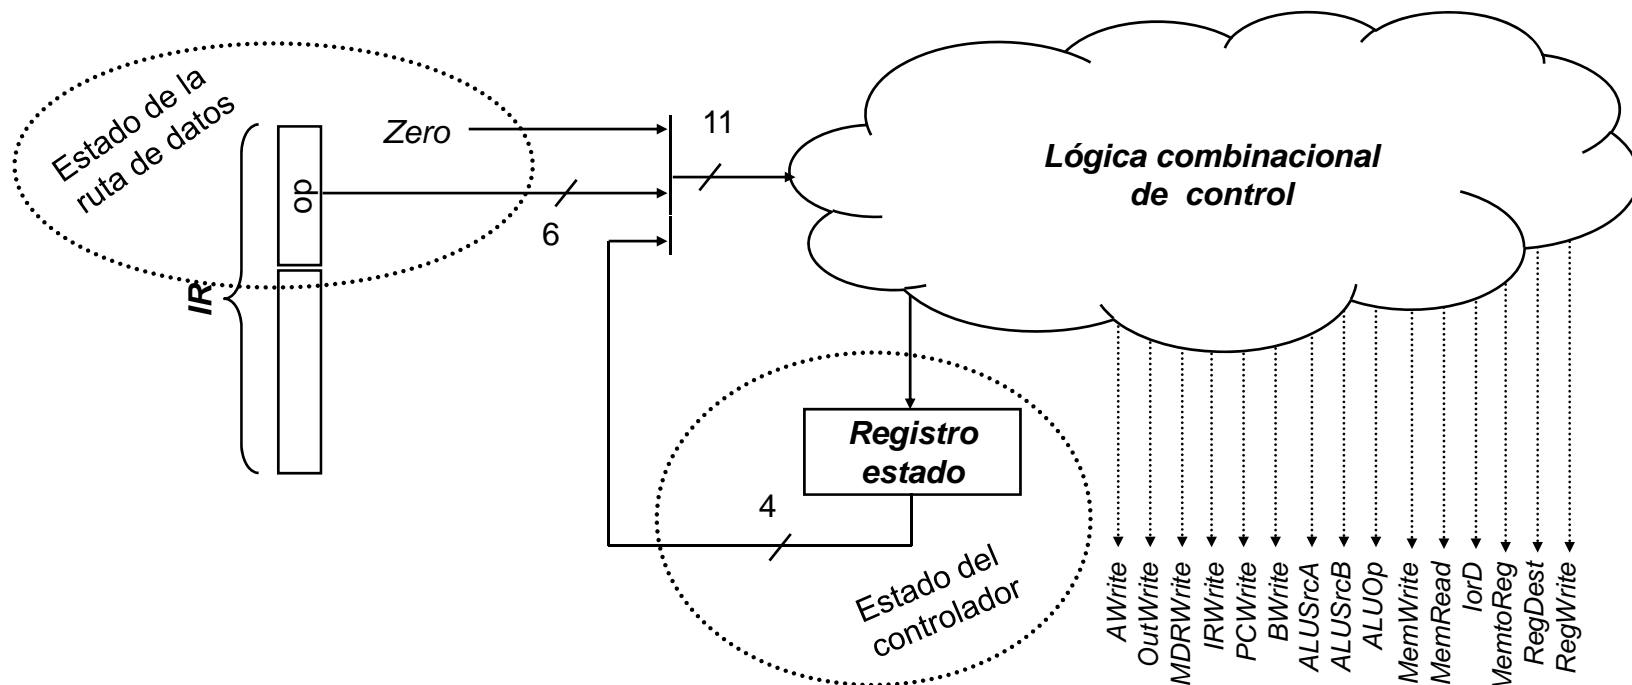 Estado de la
ruta de datos
Zero
11
op
6
IR
Lógica combinacional
de control
Registro
estado
4
Estado del
controlador
AWrite
OutWrite
MDRWrite
IRWrite
PCWrite
BWrite
ALUSrcA
ALUSrcB
ALUOp
MemWrite
MemRead
IorD
MemtoReg
RegDest
RegWrite